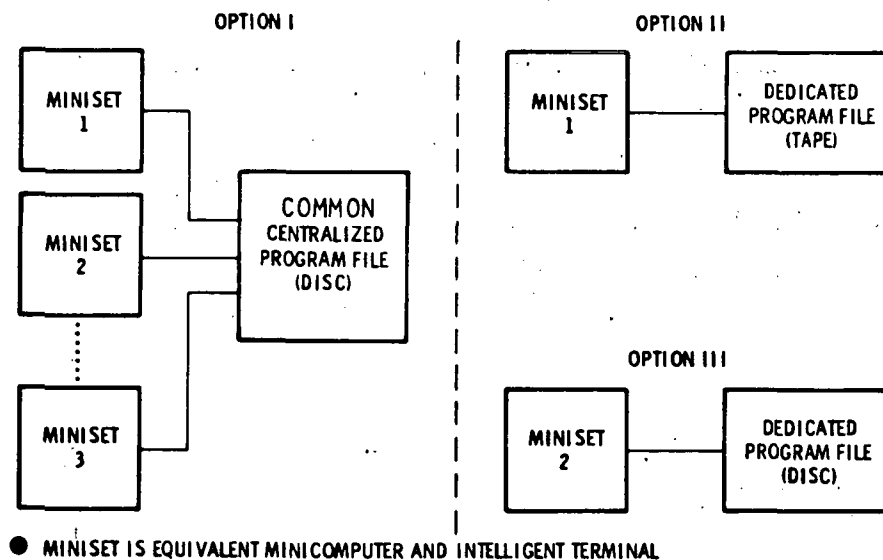 OPTION I
MINISET
1
MINISET
2
MINISET
3
COMMON
CENTRALIZED
PROGRAM FILE
(DISC)
OPTION II
MINISET
1
DEDICATED
PROGRAM FILE
(TAPE)
OPTION III
MINISET
2
DEDICATED
PROGRAM FILE
(DISC)
● MINISET IS EQUIVALENT MINICOMPUTER AND INTELLIGENT TERMINAL